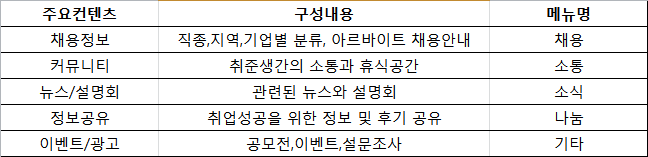 주요컨텐츠 구성내용 메뉴명
채용정보 직종,지역,기업별 분류, 아르바이트 채용안내 채용
커뮤니티 취준생간의 소통과 휴식공간 소통
뉴스/설명회 관련된 뉴스와 설명회 소식
정보공유 취업성공을 위한 정보 및 후기 공유 나눔
이벤트/광고 공모전,이벤트,설문조사 기타